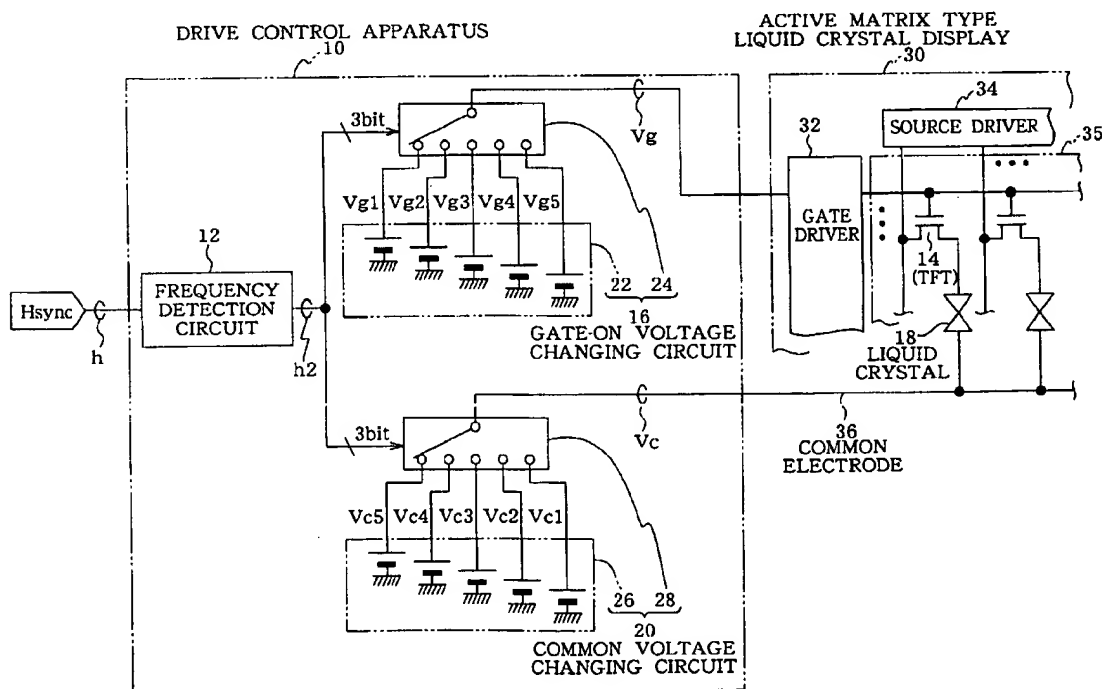 DRIVE CONTROL APPARATUS
10
ACTIVE MATRIX TYPE
LIQUID CRYSTAL DISPLAY
30
34
SOURCE DRIVER
35
3bit
Vg
32
GATE
DRIVER
Vg1 Vg2 Vg3 Vg4 Vg5
14
(TFT)
12
FREQUENCY
DETECTION
CIRCUIT
Hsync
h
h2
22 24
16
GATE-ON VOLTAGE
CHANGING CIRCUIT
18
LIQUID
CRYSTAL
3bit
Vc
36
COMMON
ELECTRODE
Vc5 Vc4 Vc3 Vc2 Vc1
26 28
20
COMMON VOLTAGE
CHANGING CIRCUIT